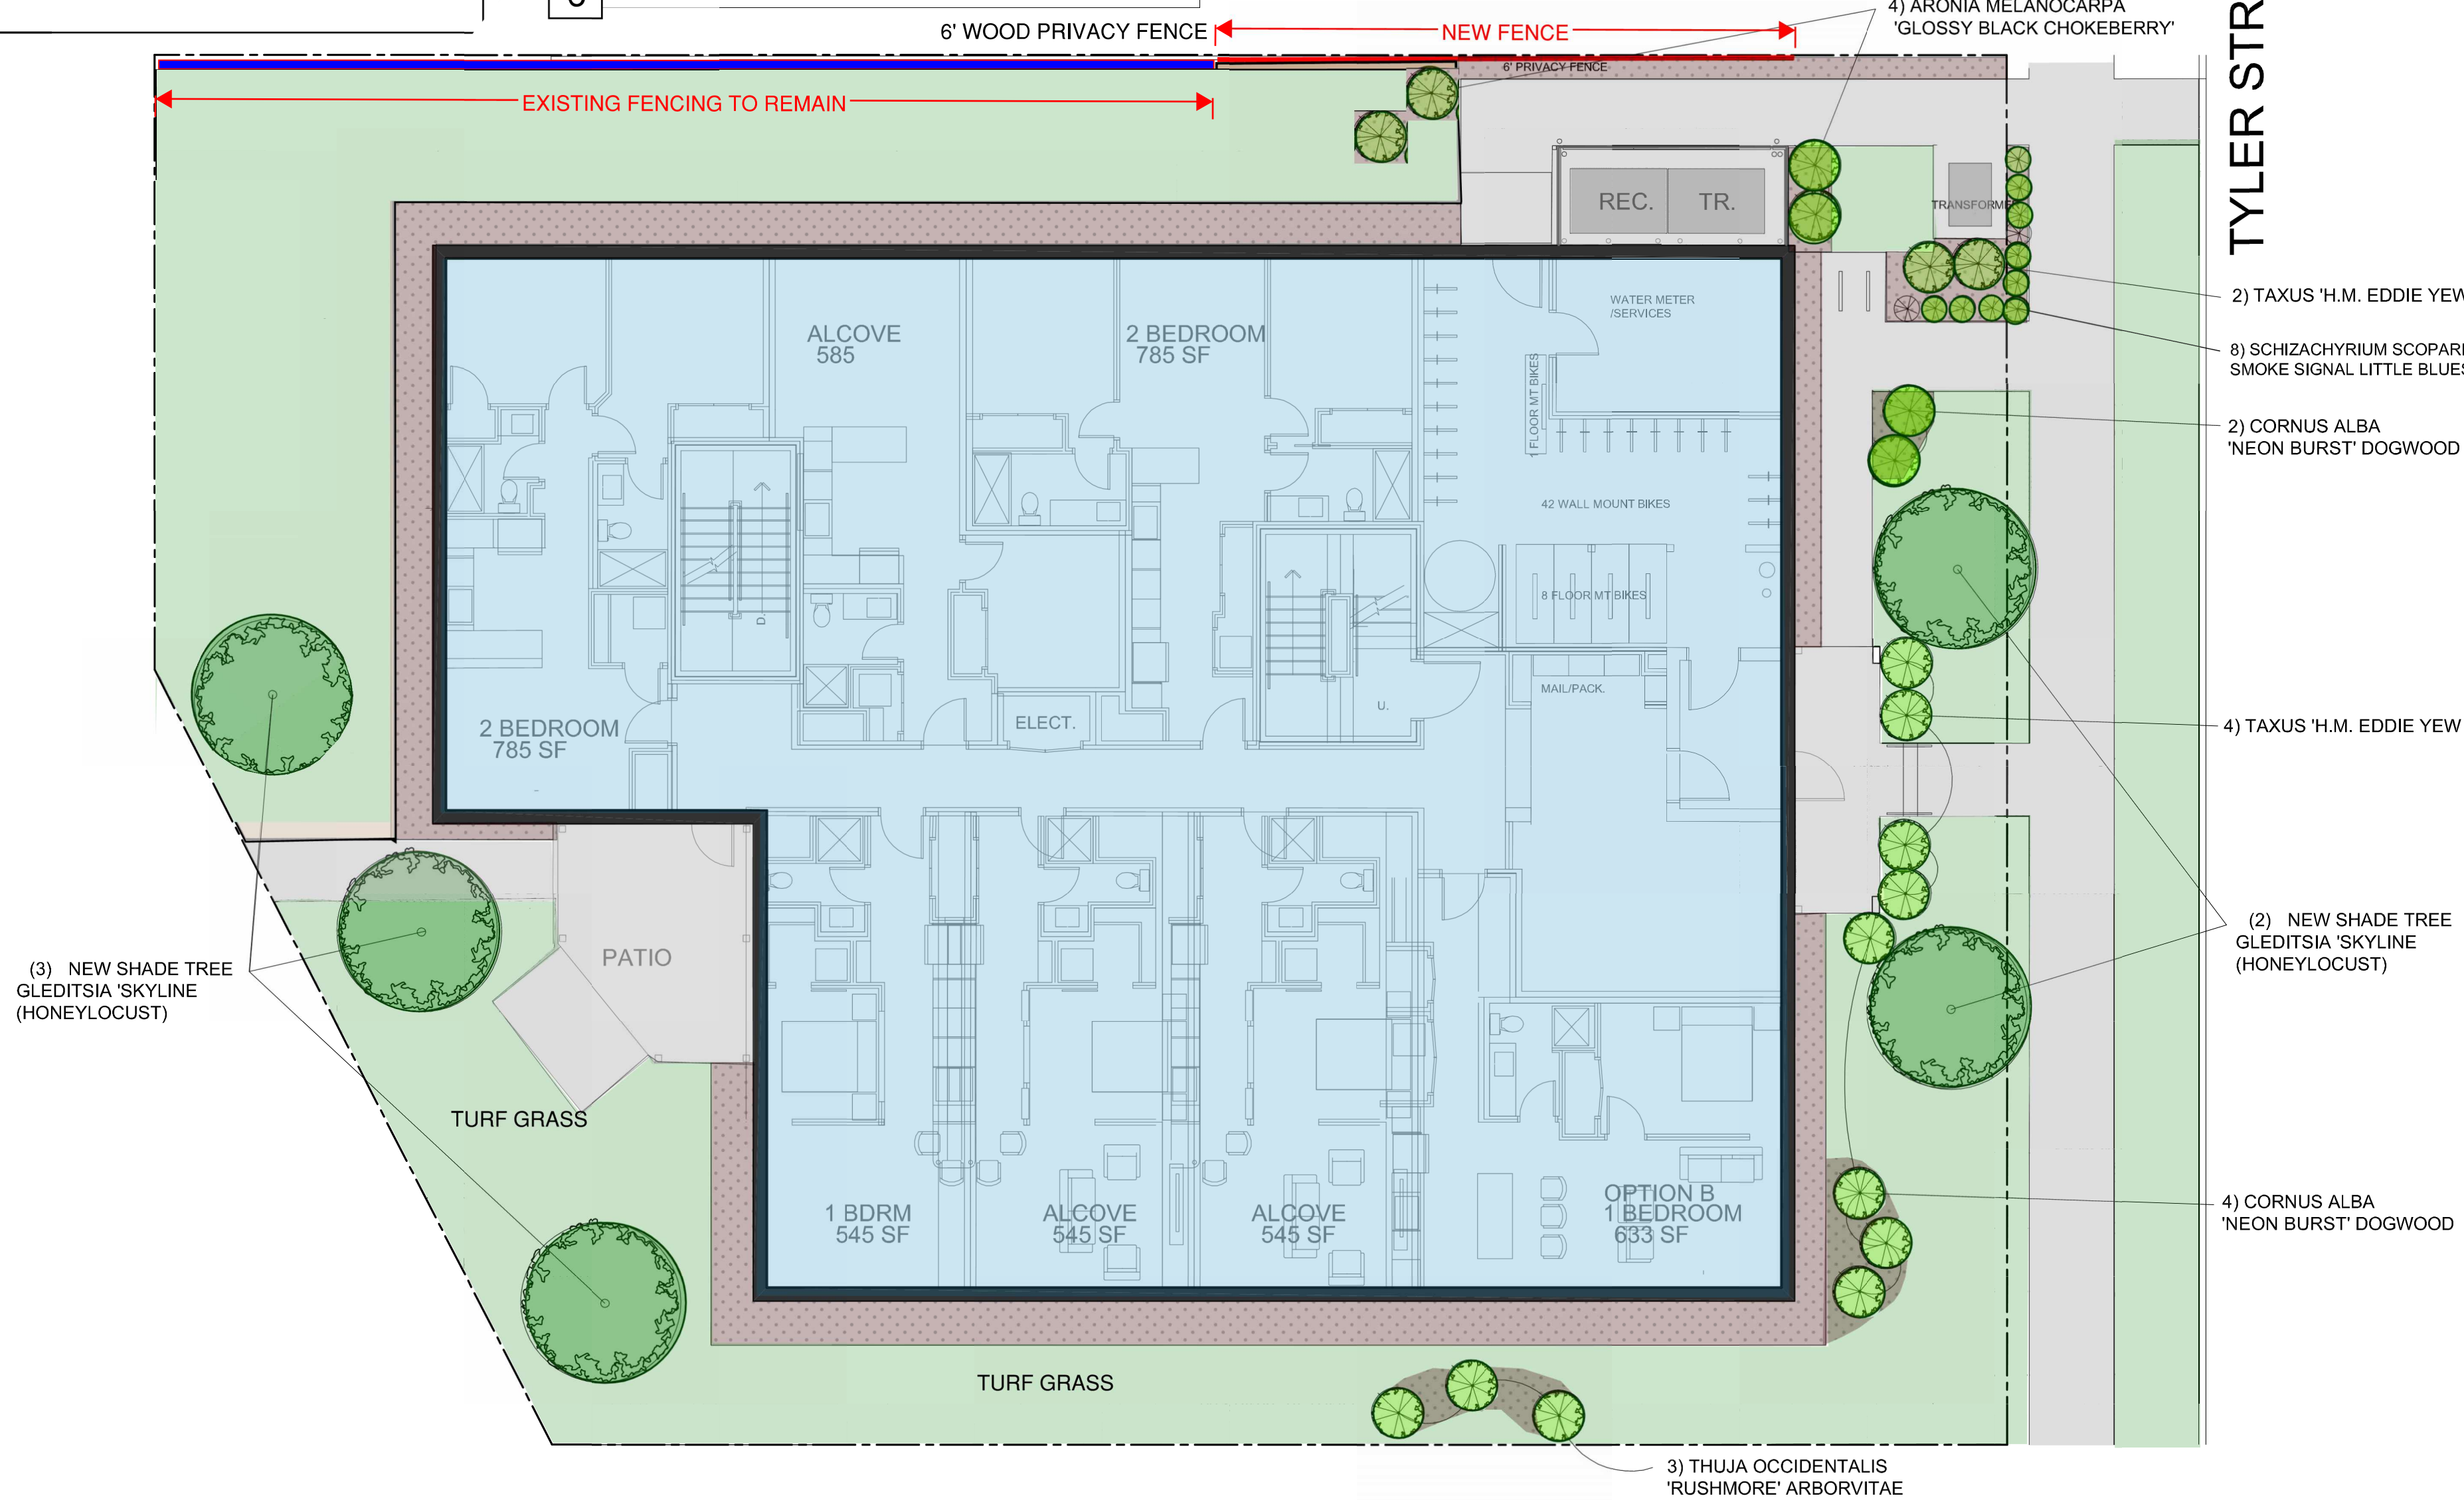 4) ARONIA MELANOCARPA
'GLOSSY BLACK CHOKEBERRY'
6' WOOD PRIVACY FENCE
NEW FENCE
6' PRIVACY FENCE
EXISTING FENCING TO REMAIN
TYLER STR
REC.
TR.
TRANSFORME
2) TAXUS 'H.M. EDDIE YEW
8) SCHIZACHYRIUM SCOPARI
SMOKE SIGNAL LITTLE BLUES
2) CORNUS ALBA
'NEON BURST' DOGWOOD
WATER METER
/SERVICES
ALCOVE
585
2 BEDROOM
785 SF
1 FLOOR MT BIKES
42 WALL MOUNT BIKES
8 FLOOR MT BIKES
D.
MAIL/PACK.
U.
ELECT.
2 BEDROOM
785 SF
4) TAXUS 'H.M. EDDIE YEW
(2) NEW SHADE TREE
GLEDITSIA 'SKYLINE
(HONEYLOCUST)
PATIO
(3) NEW SHADE TREE
GLEDITSIA 'SKYLINE
(HONEYLOCUST)
TURF GRASS
1 BDRM
545 SF
ALCOVE
545 SF
ALCOVE
545 SF
OPTION B
1 BEDROOM
633 SF
4) CORNUS ALBA
'NEON BURST' DOGWOOD
TURF GRASS
3) THUJA OCCIDENTALIS
'RUSHMORE' ARBORVITAE